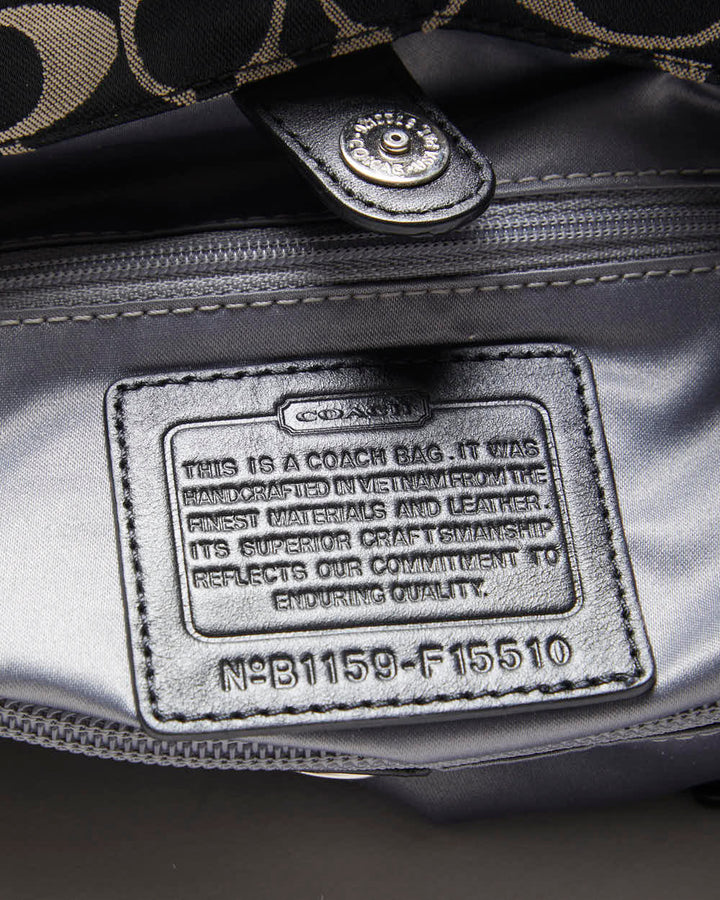 COACH
THIS IS A COACH BAG. IT WAS
HANDCRAFTED IN VIETNAM FROM THE
FINEST MATERIALS AND LEATHER.
ITS SUPERIOR CRAFTSMANSHIP
REFLECTS OUR COMMITMENT TO
ENDURING QUALITY.
NºB1159-F15510